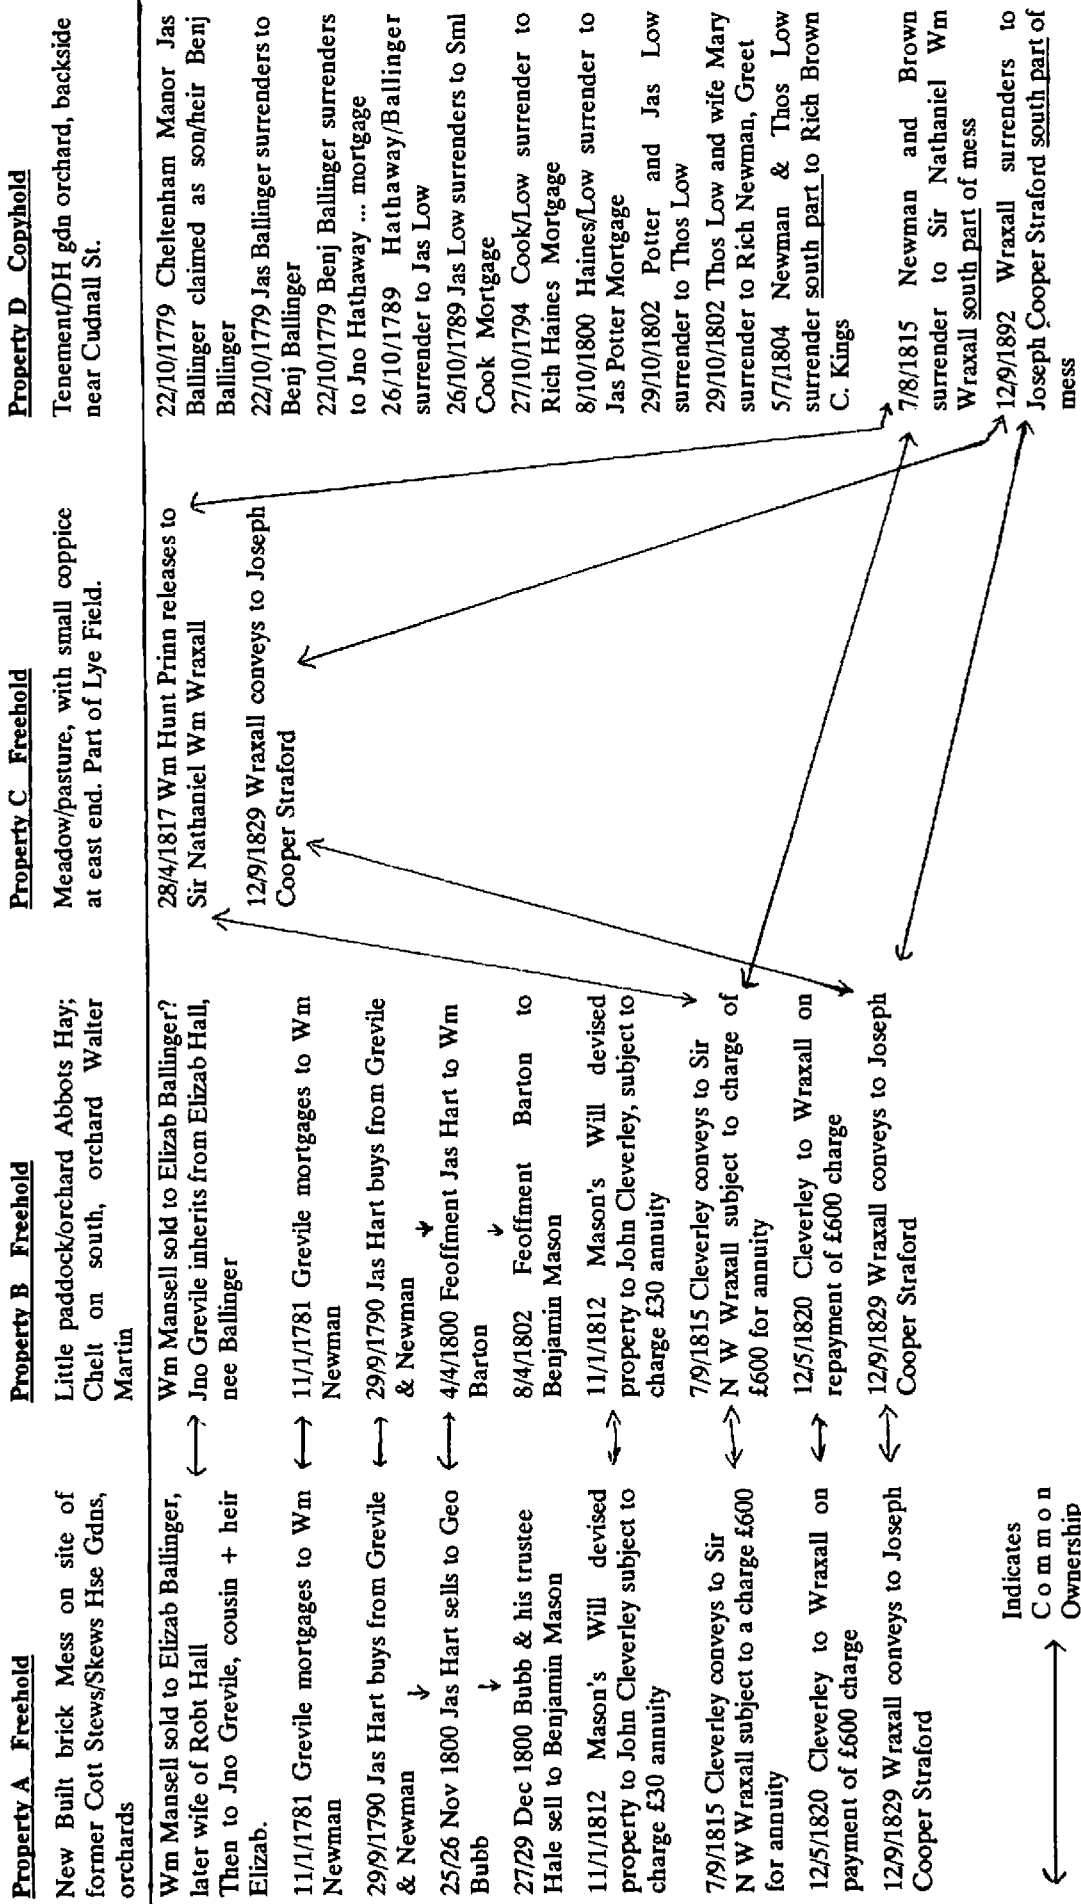 Property A Freehold
New Built brick Mess on site of
former Cott Stews/Skews Hse Gdns,
orchards
Wm Mansell sold to Elizab Ballinger,
later wife of Robt Hall
Then to Jno Grevile, cousin + heir
Elizab.
11/1/1781 Grevile mortgages to Wm
Newman
29/9/1790 Jas Hart buys from Grevile
& Newman
25/26 Nov 1800 Jas Hart sells to Geo
Bubb
27/29 Dec 1800 Bubb & his trustee
Hale sell to Benjamin Mason
11/1/1812 Mason's Will devised
property to John Cleverley subject to
charge £30 annuity
7/9/1815 Cleverley conveys to Sir
N W Wraxall subject to a charge £600
for annuity
12/5/1820 Cleverley to Wraxall on
payment of £600 charge
12/9/1829 Wraxall conveys to Joseph
Cooper Straford
Property B Freehold
Little paddock/orchard Abbots Hay;
Chelt on south, orchard Walter
Martin
Wm Mansell sold to Elizab Ballinger?
Jno Grevile inherits from Elizab Hall,
nee Ballinger
11/1/1781 Grevile mortgages to Wm
Newman
29/9/1790 Jas Hart buys from Grevile
& Newman
4/4/1800 Feoffment Jas Hart to Wm
Barton
8/4/1802 Feoffment Barton to
Benjamin Mason
11/1/1812 Mason's Will devised
property to John Cleverley, subject to
charge £30 annuity
7/9/1815 Cleverley conveys to Sir
N W Wraxall subject to charge of
£600 for annuity
12/5/1820 Cleverley to Wraxall on
repayment of £600 charge
12/9/1829 Wraxall conveys to Joseph
Cooper Straford
Property C Freehold
Meadow/pasture, with small coppice
at east end. Part of Lye Field.
28/4/1817 Wm Hunt Prinn releases to
Sir Nathaniel Wm Wraxall
12/9/1829 Wraxall conveys to Joseph
Cooper Straford
Property D Copyhold
Tenement/DH gdn orchard, backside
near Cudnall St.
22/10/1779 Cheltenham Manor Jas
Ballinger claimed as son/heir Benj
Ballinger
22/10/1779 Jas Ballinger surrenders to
Benj Ballinger
22/10/1779 Benj Ballinger surrenders
to Jno Hathaway ... mortgage
26/10/1789 Hathaway/Ballinger
surrender to Jas Low
26/10/1789 Jas Low surrenders to Sml
Cook Mortgage
27/10/1794 Cook/Low surrender to
Rich Haines Mortgage
8/10/1800 Haines/Low surrender to
Jas Potter Mortgage
29/10/1802 Potter and Jas Low
surrender to Thos Low
29/10/1802 Thos Low and wife Mary
surrender to Rich Newman, Greet
5/7/1804 Newman & Thos Low
surrender south part to Rich Brown
C. Kings
7/8/1815 Newman and Brown
surrender to Sir Nathaniel Wm
Wraxall south part of mess
12/9/1892 Wraxall surrenders to
Joseph Cooper Straford south part of
mess
Indicates
Common
Ownership